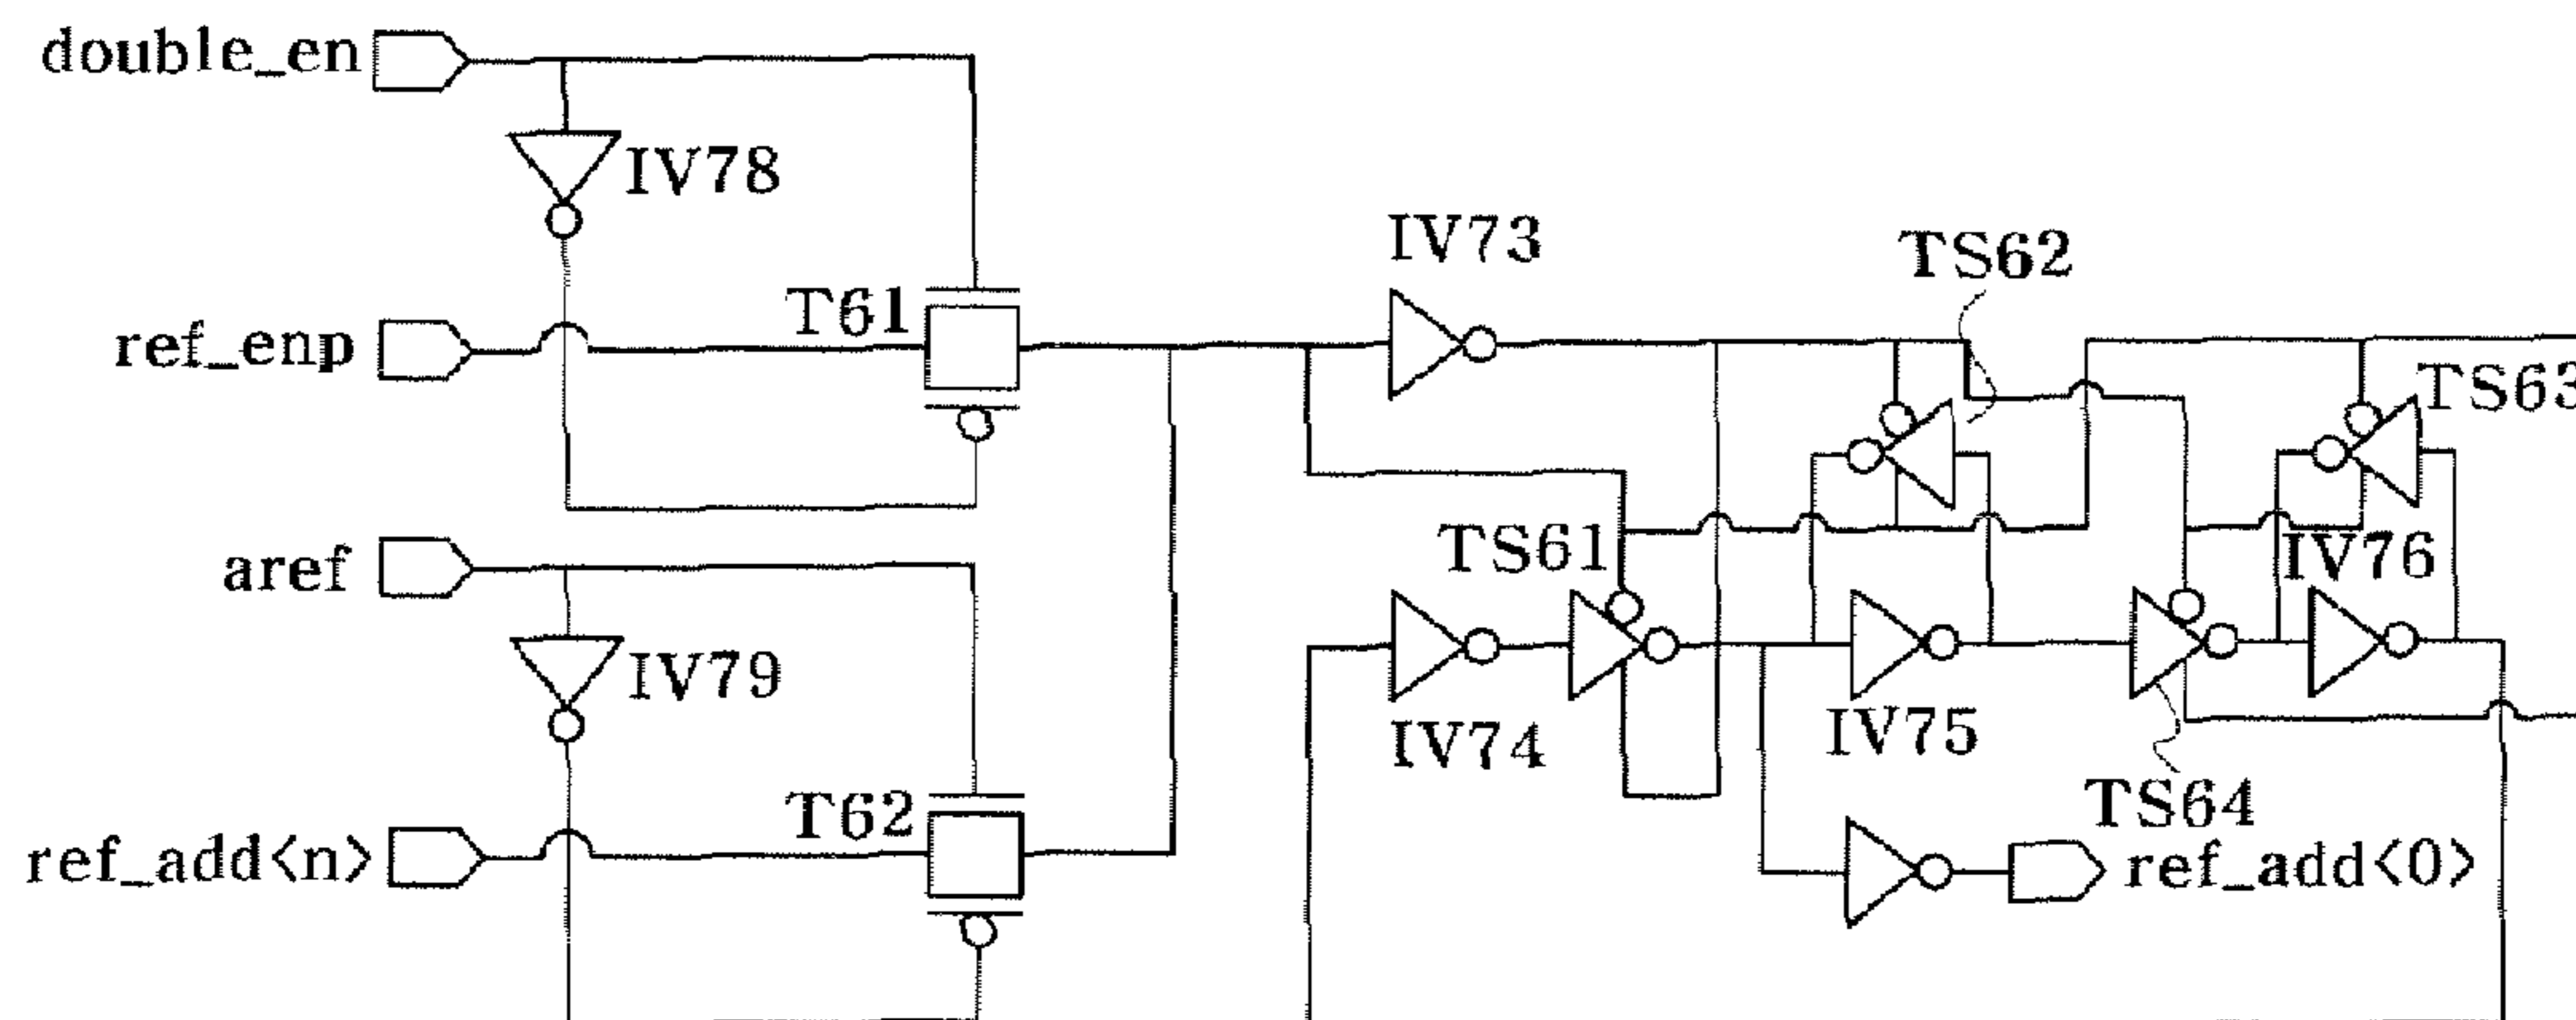 double_en
IV78
IV73
TS62
T61
ref_enp
TS63
TS61
IV76
aref
IV79
IV74
IV75
TS64
T62
ref_add<n>
ref_add<0>